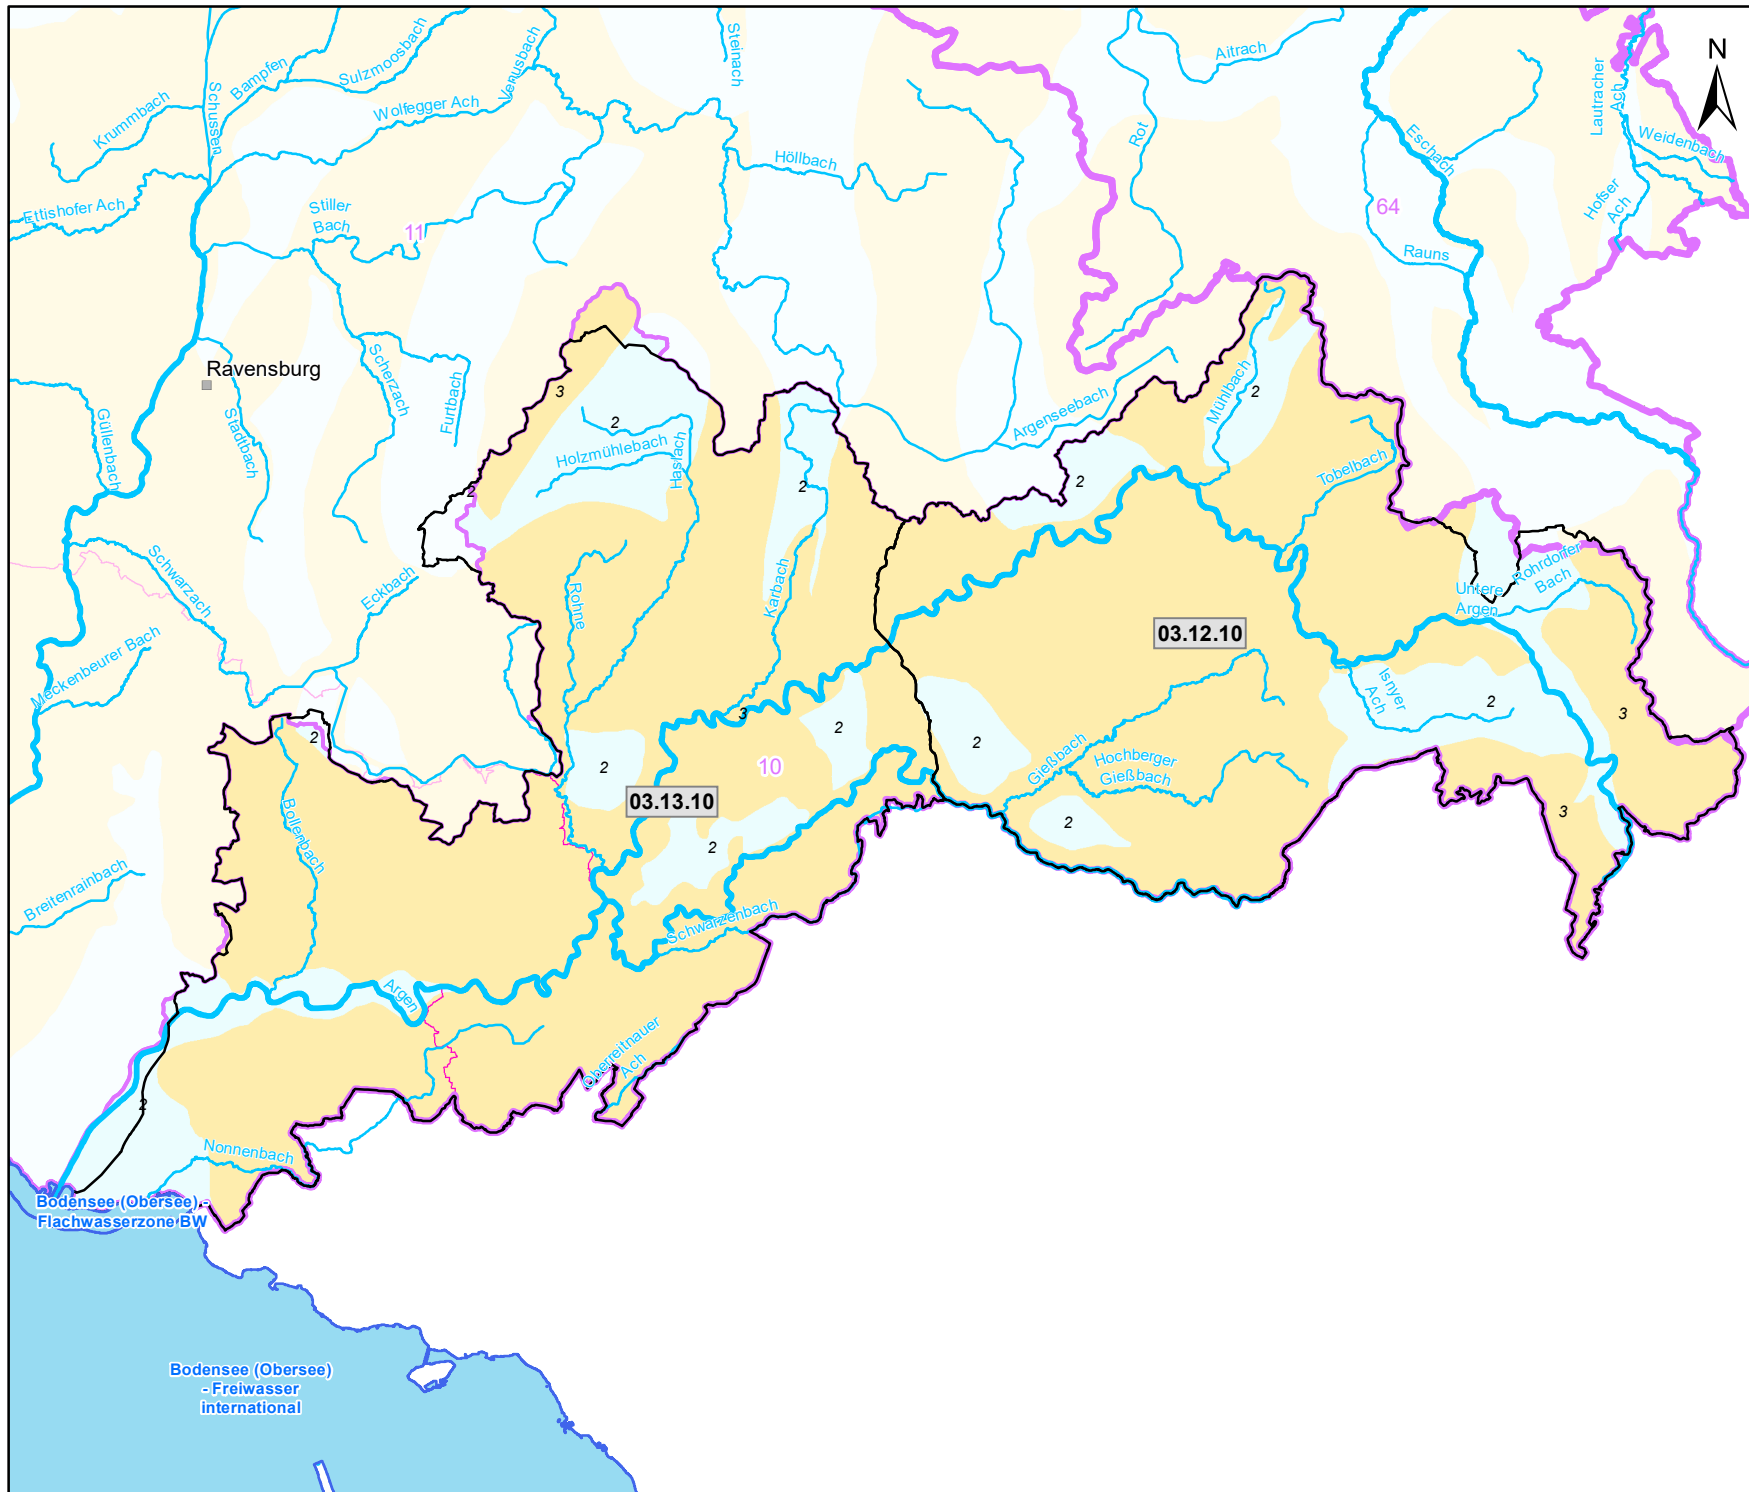 N
Steinach
Aitrach
Lautracher
Ach
Sulzmoosbach
Venusbach
Bampfen
Schussen
Krummbach
Wolfegger Ach
Rot
Eschach
Weidenbach
Höllbach
Hofser
Ach
Ettishofer Ach
Stiller
Bach
11
64
Rauns
Ravensburg
Scherzach
Furtbach
3
2
Mühlbach
2
Güllenbach
Stadtbach
Argenseebach
Holzmühlebach
Haslach
Tobelbach
2
2
2
Schwarzach
Eckbach
Rohne
Karbach
Untere
Argen
Rohrdorfer
Bach
03.12.10
Meckenbeurer Bach
Isnyer
Ach
2
3
3
2
2
2
Gießbach
Hochberger
Gießbach
2
10
03.13.10
2
3
2
Bollenbach
Breitenrainbach
Schwarzenbach
Argen
Oberreitnauer
Ach
2
Nonnenbach
Bodensee (Obersee) -
Flachwasserzone BW
Bodensee (Obersee)
- Freiwasser
international